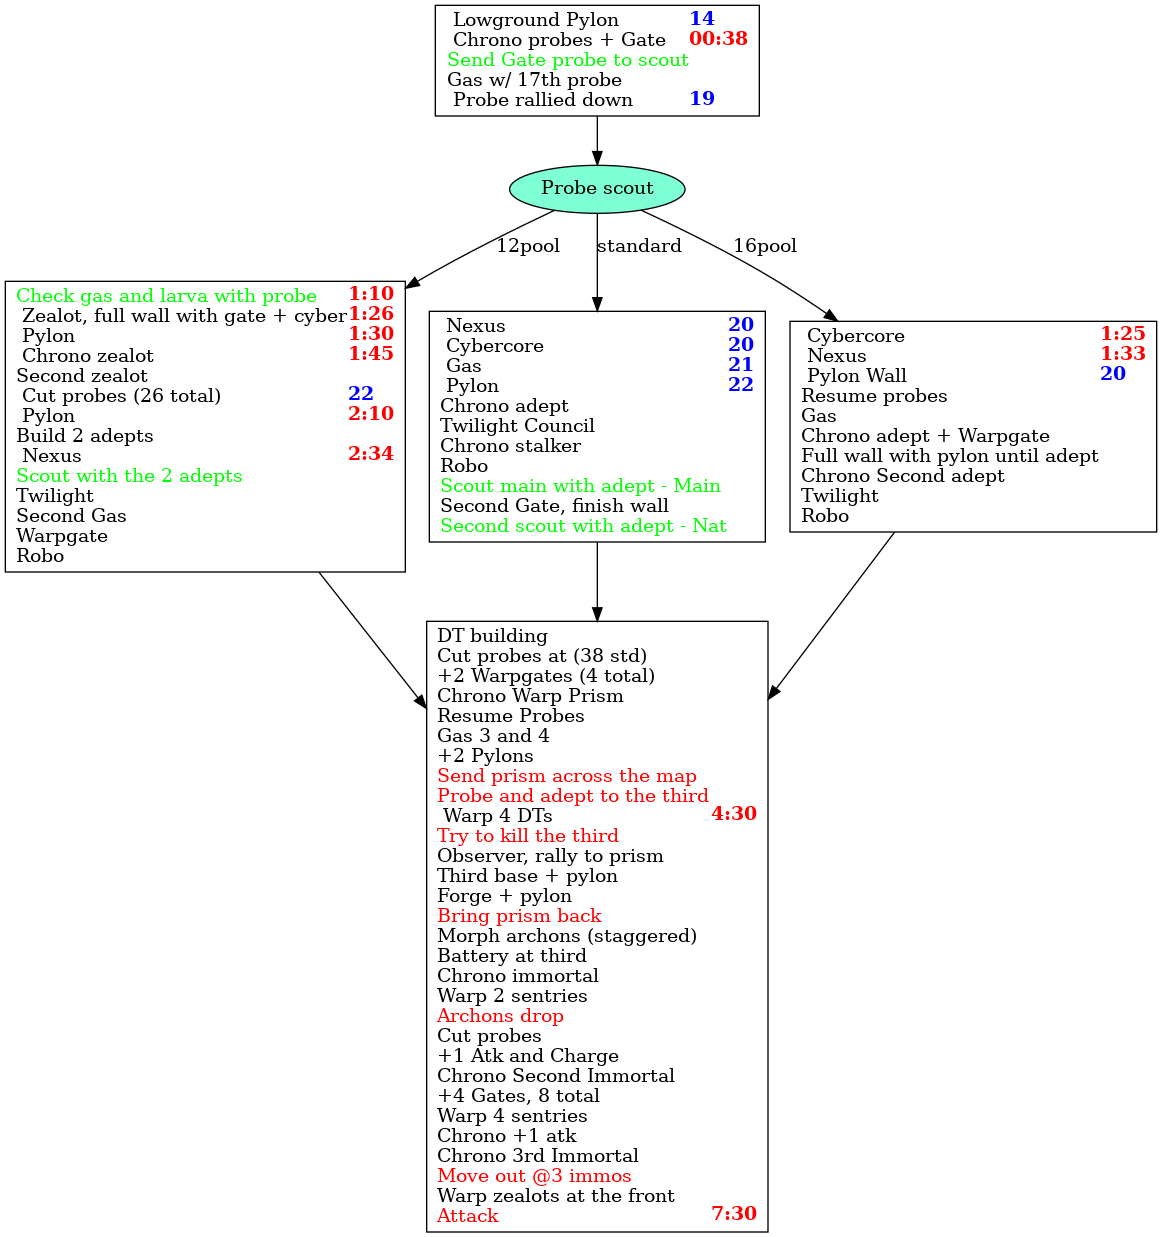 Lowground Pylon 14
Chrono probes + Gate 00:38
Send Gate probe to scout
Gas w/ 17th probe
Probe rallied down 19
Probe scout
12pool
standard
16pool
Check gas and larva with probe 1:10
Zealot, full wall with gate + cyber 1:26
Pylon 1:30
Chrono zealot 1:45
Second zealot
Cut probes (26 total) 22
Pylon 2:10
Build 2 adepts
Nexus 2:34
Scout with the 2 adepts
Twilight
Second Gas
Warpgate
Robo
Nexus 20
Cybercore 20
Gas 21
Pylon 22
Chrono adept
Twilight Council
Chrono stalker
Robo
Scout main with adept - Main
Second Gate, finish wall
Second scout with adept - Nat
Cybercore 1:25
Nexus 1:33
Pylon Wall 20
Resume probes
Gas
Chrono adept + Warpgate
Full wall with pylon until adept
Chrono Second adept
Twilight
Robo
DT building
Cut probes at (38 std)
+2 Warpgates (4 total)
Chrono Warp Prism
Resume Probes
Gas 3 and 4
+2 Pylons
Send prism across the map
Probe and adept to the third
Warp 4 DTs 4:30
Try to kill the third
Observer, rally to prism
Third base + pylon
Forge + pylon
Bring prism back
Morph archons (staggered)
Battery at third
Chrono immortal
Warp 2 sentries
Archons drop
Cut probes
+1 Atk and Charge
Chrono Second Immortal
+4 Gates, 8 total
Warp 4 sentries
Chrono +1 atk
Chrono 3rd Immortal
Move out @3 immos
Warp zealots at the front
Attack 7:30